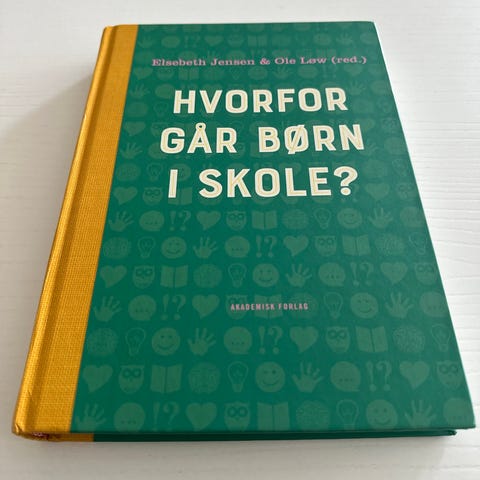 Elsebeth Jensen & Ole Løw (red.)
HVORFOR
GÅR BØRN
I SKOLE?
AKADEMISK FORLAG